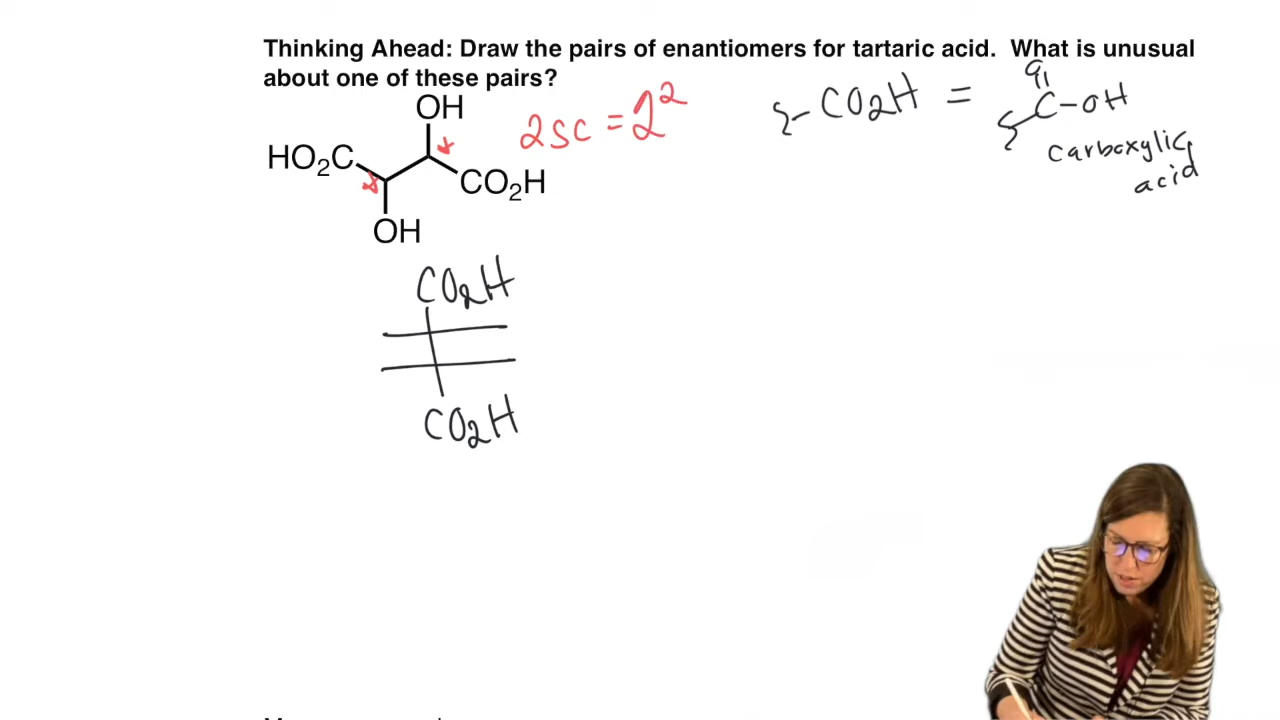 Thinking Ahead: Draw the pairs of enantiomers for tartaric acid. What is unusual
about one of these pairs?
OH
HO2C
CO2H
OH
2SC = 2²
CO2H =
C-OH
carboxylic
acid
CO2H
CO2H